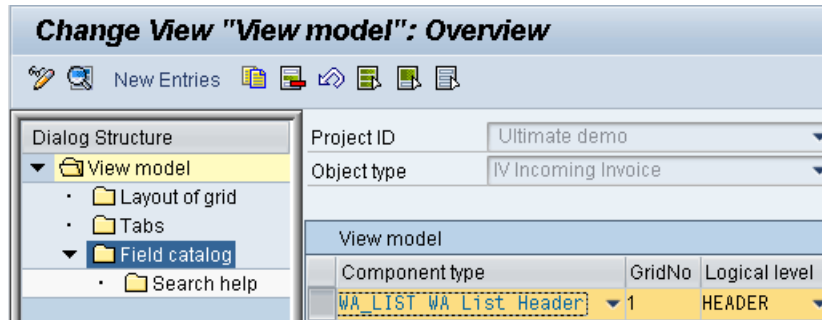 Change View "View model": Overview
New Entries
Dialog Structure
View model
Layout of grid
Tabs
Field catalog
Search help
Project ID Ultimate demo
Object type IV Incoming Invoice
View model
Component type GridNo Logical level
WA_LIST WA List Header 1 HEADER